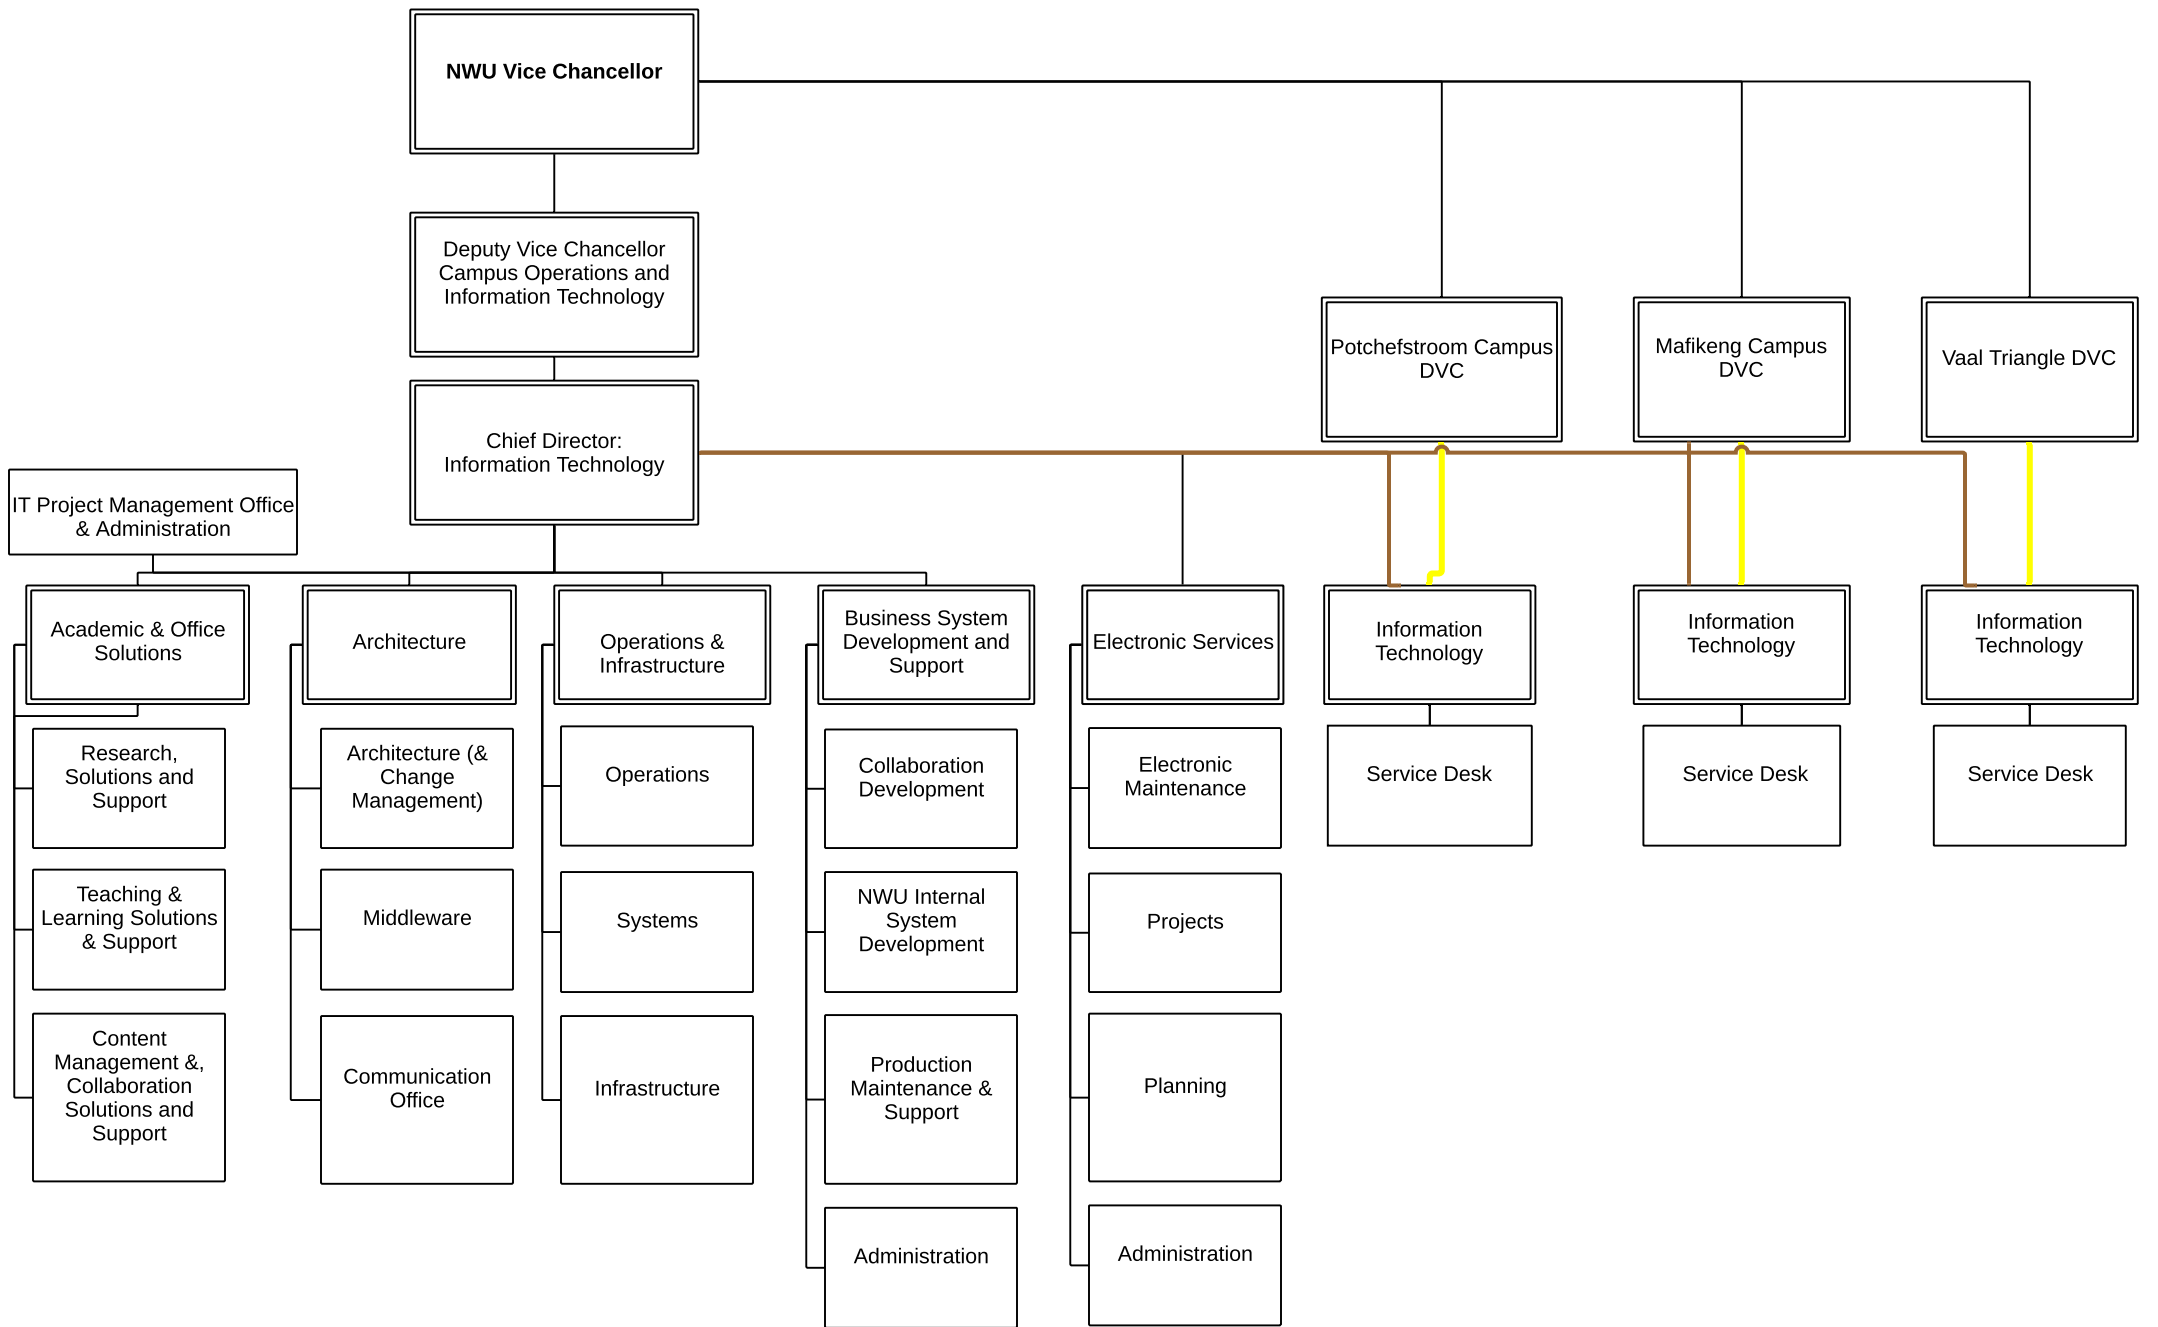 NWU Vice Chancellor
Deputy Vice Chancellor
Campus Operations and
Information Technology
Potchefstroom Campus
DVC
Mafikeng Campus
DVC
Vaal Triangle DVC
Chief Director:
Information Technology
IT Project Management Office
& Administration
Academic & Office
Solutions
Architecture
Operations &
Infrastructure
Business System
Development and
Support
Electronic Services
Information
Technology
Information
Technology
Information
Technology
Research,
Solutions and
Support
Architecture (&
Change
Management)
Operations
Collaboration
Development
Electronic
Maintenance
Service Desk
Service Desk
Service Desk
Teaching &
Learning Solutions
& Support
Middleware
Systems
NWU Internal
System
Development
Projects
Content
Management &,
Collaboration
Solutions and
Support
Communication
Office
Infrastructure
Production
Maintenance &
Support
Planning
Administration
Administration